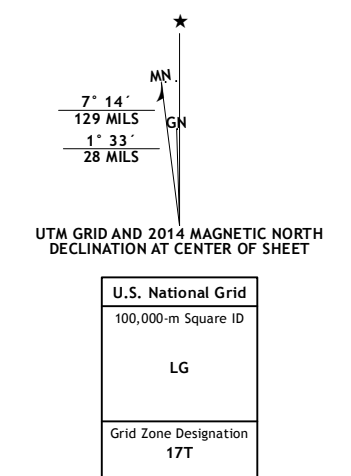 ★
MN
7° 14´
129 MILS
GN
1° 33´
28 MILS
UTM GRID AND 2014 MAGNETIC NORTH
DECLINATION AT CENTER OF SHEET
U.S. National Grid
100,000-m Square ID
LG
Grid Zone Designation
17T